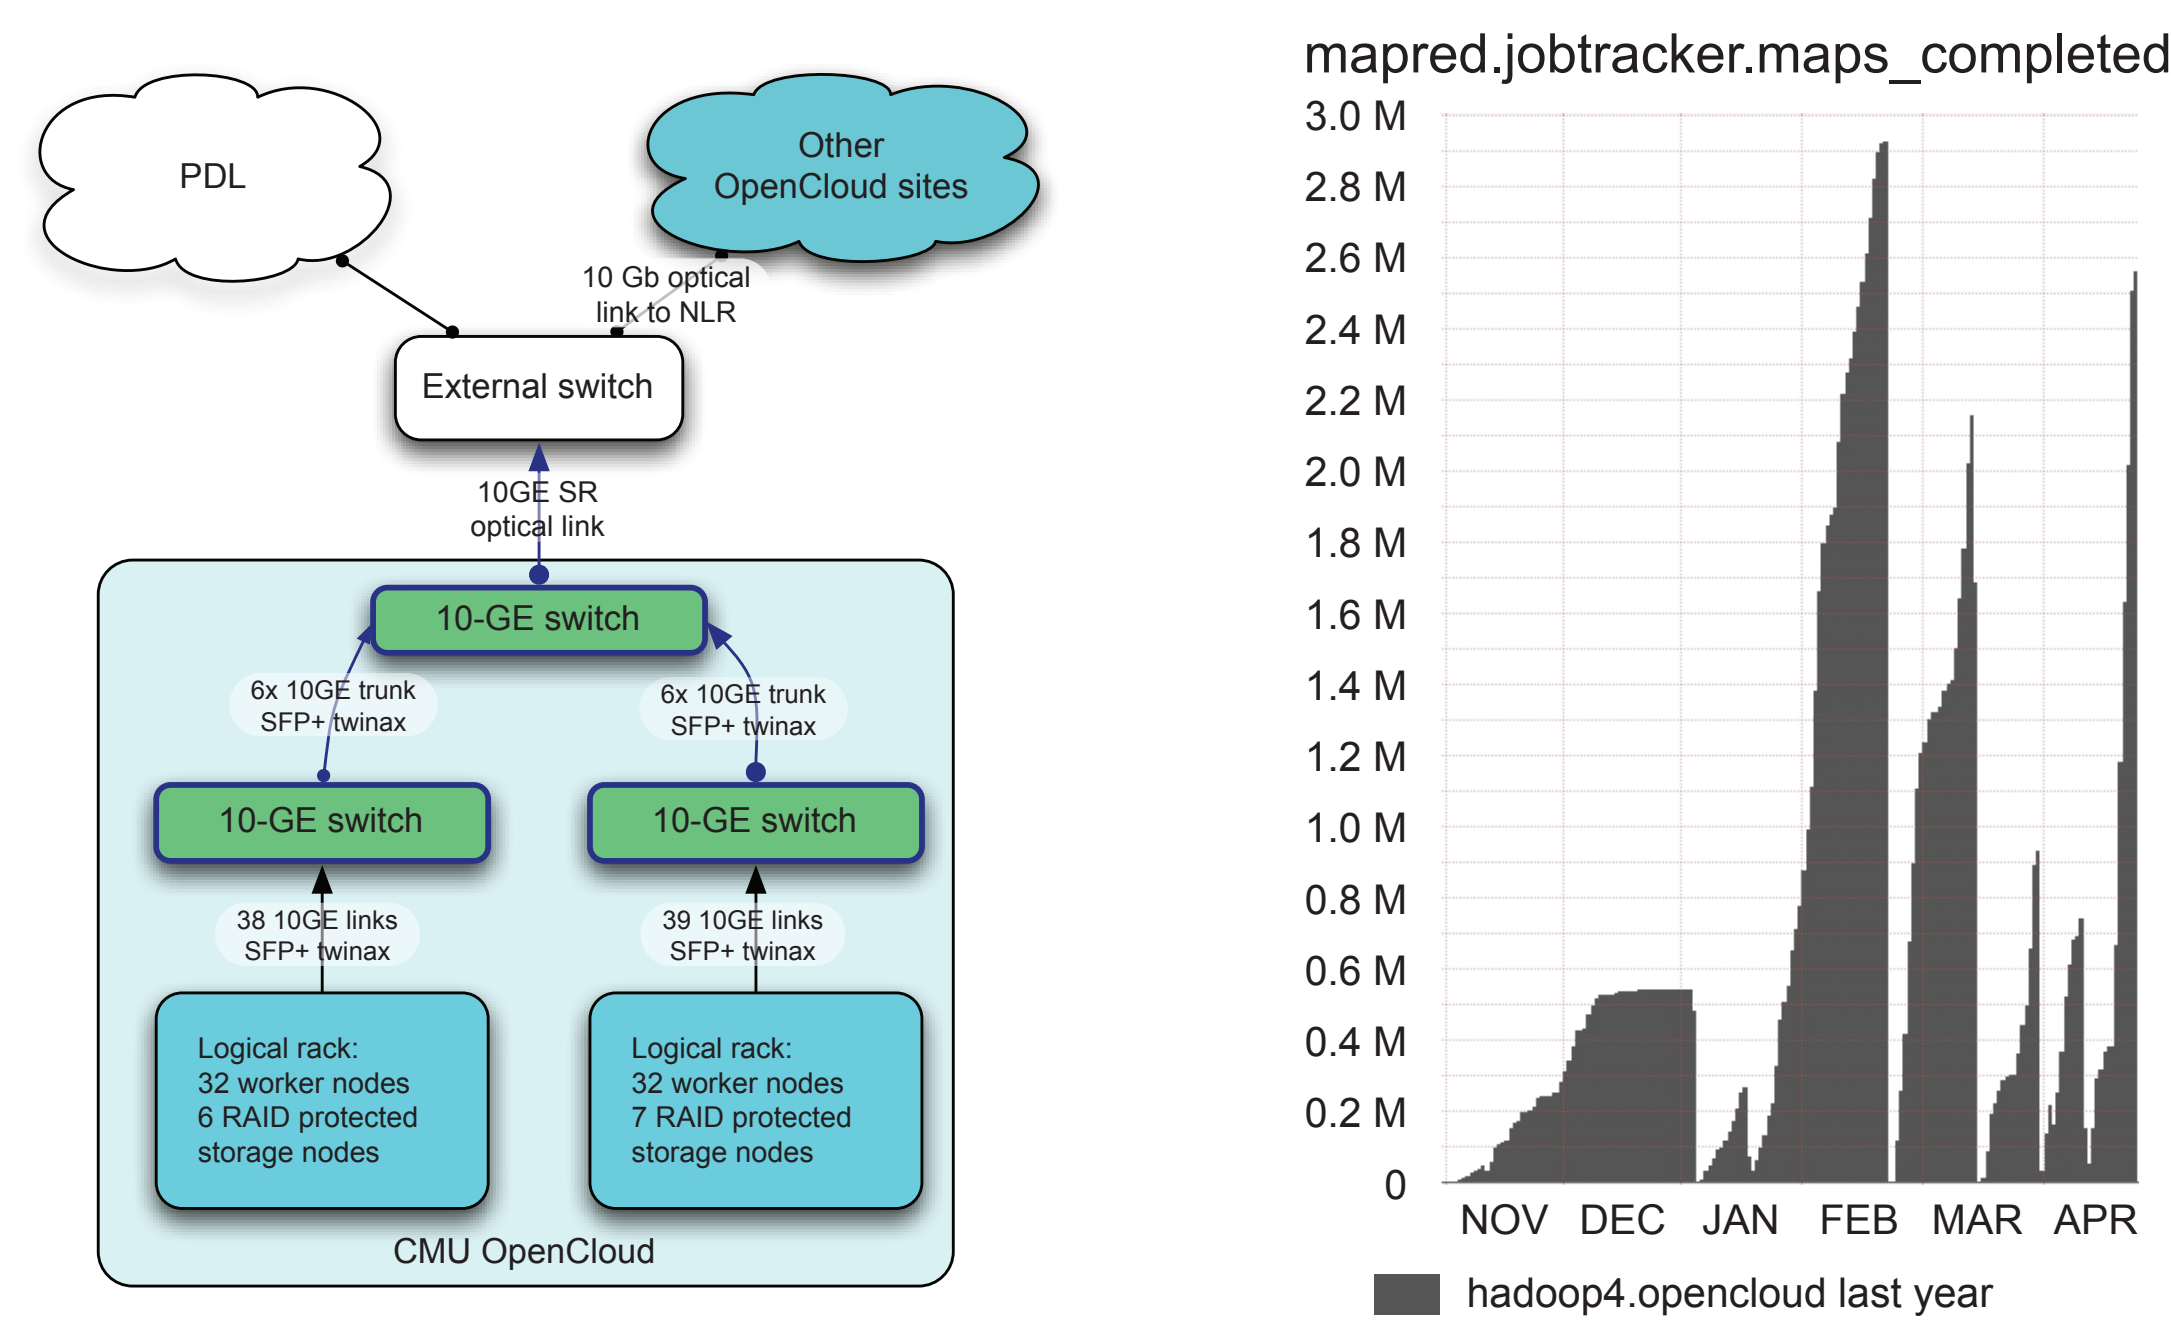 PDL
Other
OpenCloud sites
10 Gb optical
link to NLR
External switch
10GE SR
optical link
10-GE switch
6x 10GE trunk
SFP+ twinax
6x 10GE trunk
SFP+ twinax
10-GE switch
10-GE switch
38 10GE links
SFP+ twinax
39 10GE links
SFP+ twinax
Logical rack:
32 worker nodes
6 RAID protected
storage nodes
Logical rack:
32 worker nodes
7 RAID protected
storage nodes
CMU OpenCloud
mapred.jobtracker.maps_completed
3.0 M
2.8 M
2.6 M
2.4 M
2.2 M
2.0 M
1.8 M
1.6 M
1.4 M
1.2 M
1.0 M
0.8 M
0.6 M
0.4 M
0.2 M
0
NOV DEC JAN FEB MAR APR
hadoop4.opencloud last year